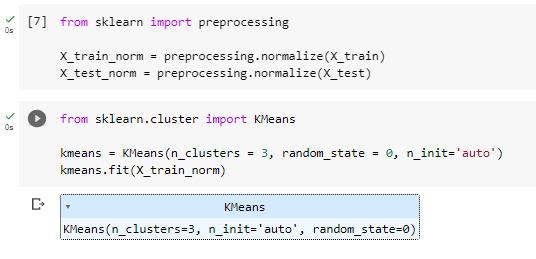 [7] from sklearn import preprocessing
X_train_norm = preprocessing.normalize(X_train)
X_test_norm = preprocessing.normalize(X_test)
0s
from sklearn.cluster import KMeans
0s
kmeans = KMeans(n_clusters = 3, random_state = 0, n_init='auto')
kmeans.fit(X_train_norm)
KMeans
KMeans(n_clusters=3, n_init='auto', random_state=0)